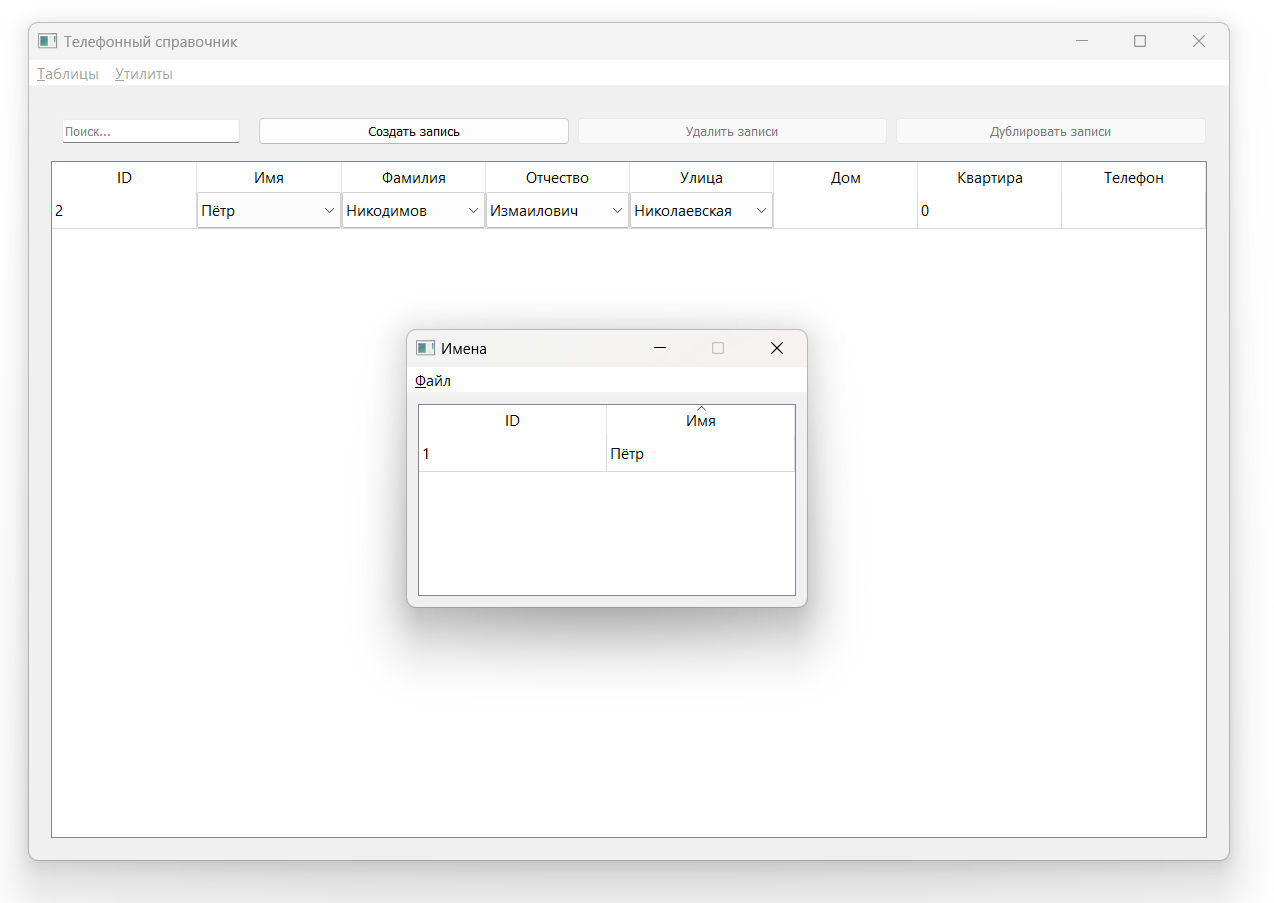 Телефонный справочник
Таблицы Утилиты
Поиск... Создать запись Удалить записи Дублировать записи
ID Имя Фамилия Отчество Улица Дом Квартира Телефон
2 Пётр Никодимов Измаилович Николаевская 0
Имена
Файл
ID Имя
1 Пётр